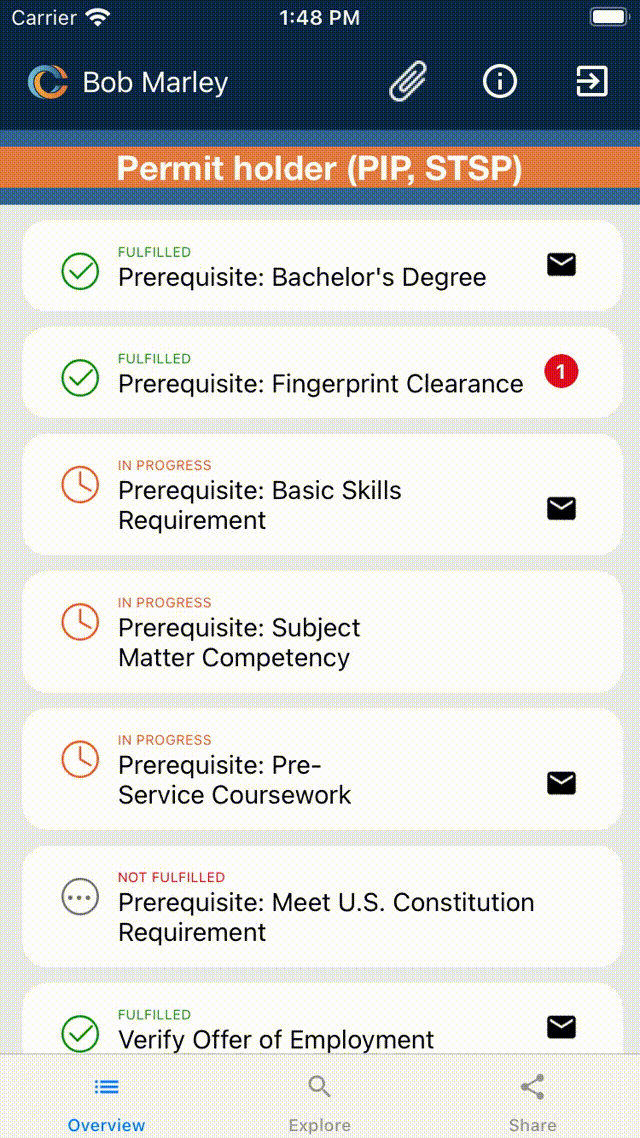 Carrier 1:48 PM
Bob Marley
Permit holder (PIP, STSP)
FULFILLED
Prerequisite: Bachelor's Degree
FULFILLED
Prerequisite: Fingerprint Clearance
1
IN PROGRESS
Prerequisite: Basic Skills
Requirement
IN PROGRESS
Prerequisite: Subject
Matter Competency
IN PROGRESS
Prerequisite: Pre-
Service Coursework
NOT FULFILLED
Prerequisite: Meet U.S. Constitution
Requirement
FULFILLED
Verify Offer of Employment
Overview Explore Share